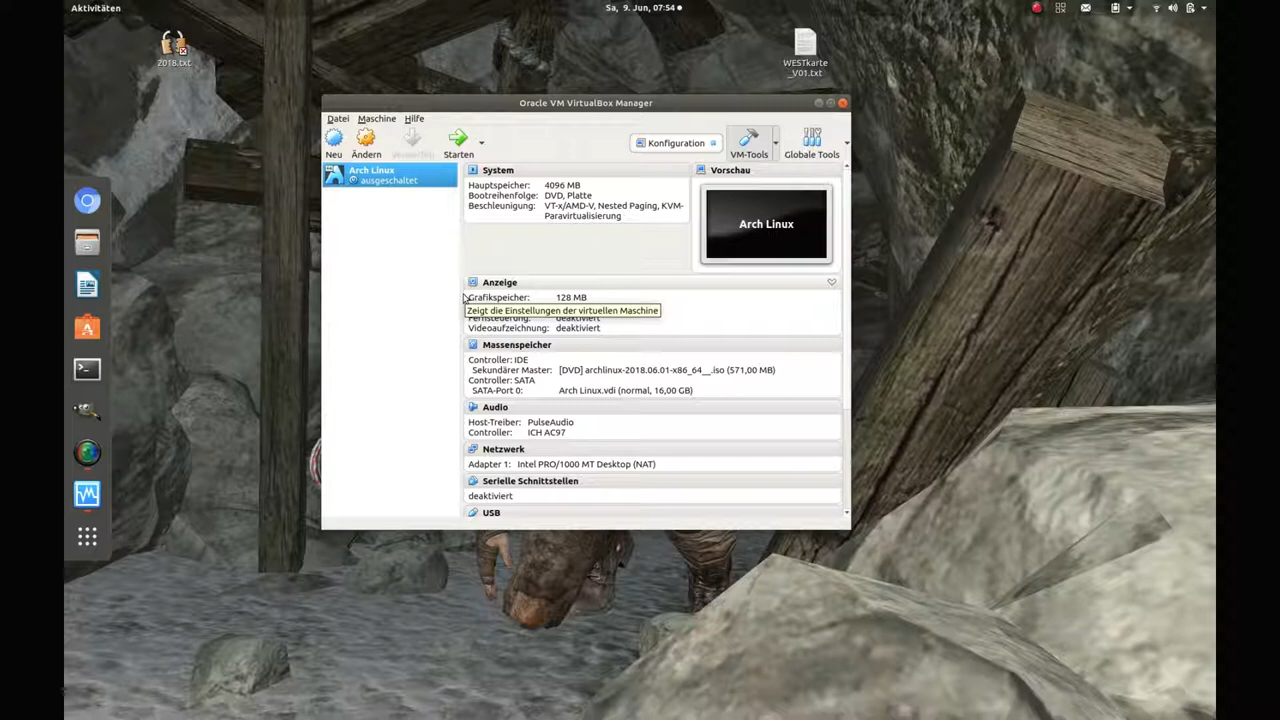 Aktivitäten
Sa, 9. Jun, 07:54
2018.txt
WESTkarte
_V01.txt
Oracle VM VirtualBox Manager
Datei Maschine Hilfe
Neu Ändern Starten Konfiguration VM-Tools Globale Tools
Arch Linux
ausgeschaltet
System
Hauptspeicher: 4096 MB
Bootreihenfolge: DVD, Platte
Beschleunigung: VT-x/AMD-V, Nested Paging, KVM-
Paravirtualisierung
Vorschau
Arch Linux
Anzeige
Grafikspeicher: 128 MB
Zeigt die Einstellungen der virtuellen Maschine
Fernsteuerung: deaktiviert
Videoaufzeichnung: deaktiviert
Massenspeicher
Controller: IDE
Sekundärer Master: [DVD] archlinux-2018.06.01-x86_64__.iso (571,00 MB)
Controller: SATA
SATA-Port 0: Arch Linux.vdi (normal, 16,00 GB)
Audio
Host-Treiber: PulseAudio
Controller: ICH AC97
Netzwerk
Adapter 1: Intel PRO/1000 MT Desktop (NAT)
Serielle Schnittstellen
deaktiviert
USB